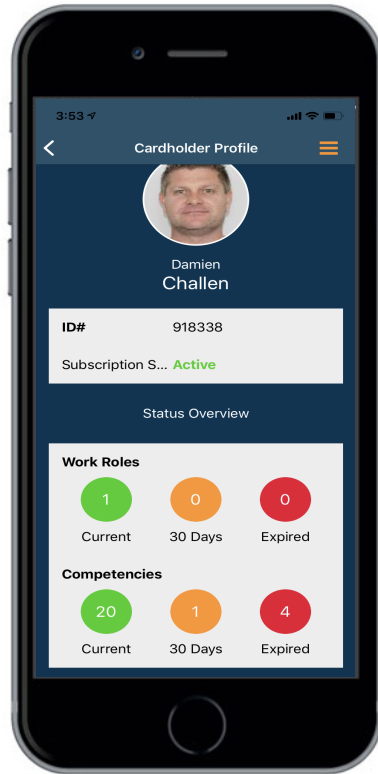 3:53
Cardholder Profile
Damien
Challen
ID# 918338
Subscription S... Active
Status Overview
Work Roles
1 0 0
Current 30 Days Expired
Competencies
20 1 4
Current 30 Days Expired